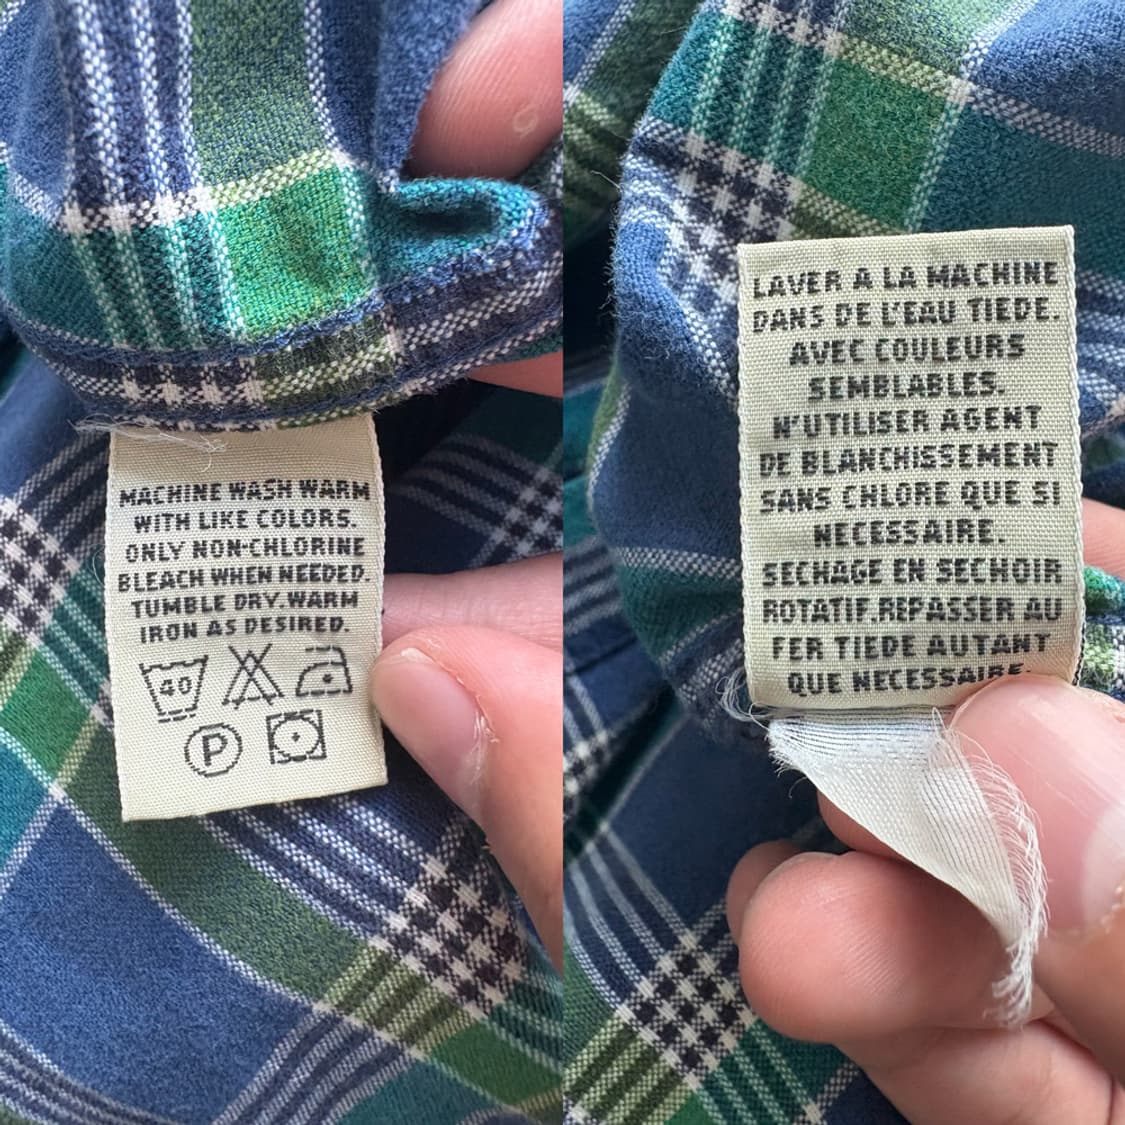 MACHINE WASH WARM
WITH LIKE COLORS.
ONLY NON-CHLORINE
BLEACH WHEN NEEDED.
TUMBLE DRY.WARM
IRON AS DESIRED.
40
P
LAVER A LA MACHINE
DANS DE L'EAU TIEDE.
AVEC COULEURS
SEMBLABLES.
N'UTILISER AGENT
DE BLANCHISSEMENT
SANS CHLORE QUE SI
NECESSAIRE.
SECHAGE EN SECHOIR
ROTATIF.REPASSER AU
FER TIEDE AUTANT
QUE NECESSAIRE.